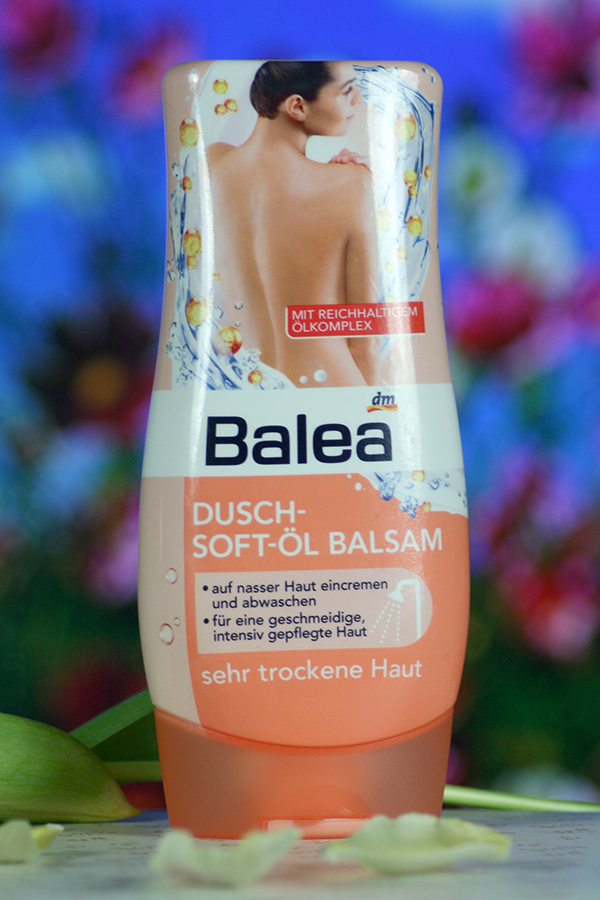 MIT REICHHALTIGEM
ÖLKOMPLEX
dm
Balea
DUSCH-
SOFT-ÖL BALSAM
• auf nasser Haut eincremen
und abwaschen
• für eine geschmeidige,
intensiv gepflegte Haut
sehr trockene Haut